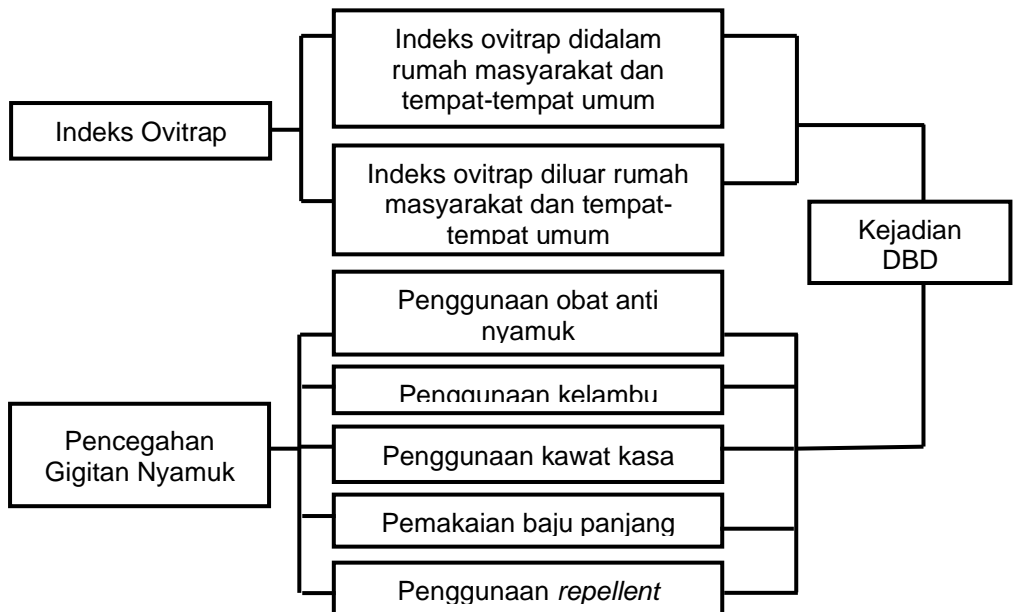 Indeks Ovitrap
Indeks ovitrap didalam
rumah masyarakat dan
tempat-tempat umum
Indeks ovitrap diluar rumah
masyarakat dan tempat-
tempat umum
Kejadian
DBD
Pencegahan
Gigitan Nyamuk
Penggunaan obat anti
nyamuk
Penggunaan kelambu
Penggunaan kawat kasa
Pemakaian baju panjang
Penggunaan repellent